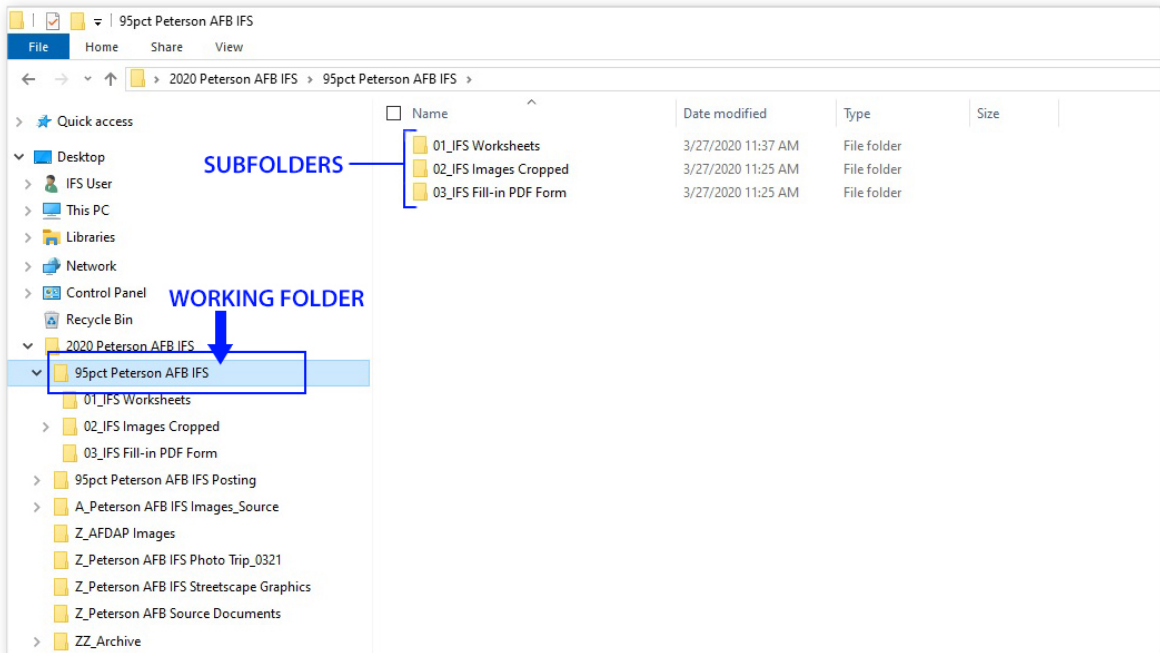 95pct Peterson AFB IFS
File Home Share View
2020 Peterson AFB IFS > 95pct Peterson AFB IFS >
Name Date modified Type Size
01_IFS Worksheets 3/27/2020 11:37 AM File folder
02_IFS Images Cropped 3/27/2020 11:25 AM File folder
03_IFS Fill-in PDF Form 3/27/2020 11:25 AM File folder
SUBFOLDERS
Quick access
Desktop
IFS User
This PC
Libraries
Network
Control Panel
WORKING FOLDER
Recycle Bin
2020 Peterson AFB IFS
95pct Peterson AFB IFS
01_IFS Worksheets
02_IFS Images Cropped
03_IFS Fill-in PDF Form
95pct Peterson AFB IFS Posting
A_Peterson AFB IFS Images_Source
Z_AFDAP Images
Z_Peterson AFB IFS Photo Trip_0321
Z_Peterson AFB IFS Streetscape Graphics
Z_Peterson AFB Source Documents
ZZ_Archive